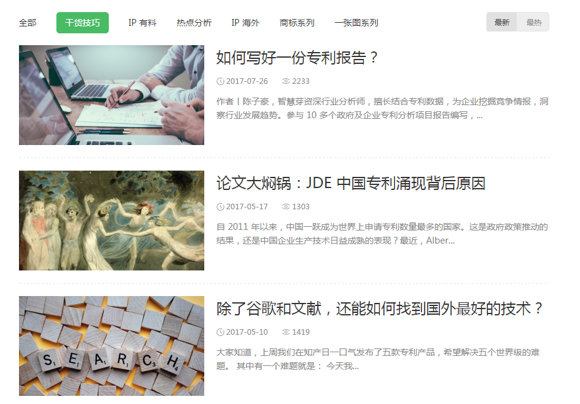 全部 干货技巧 IP 有料 热点分析 IP 海外 商标系列 一张图系列 最新 最热
如何写好一份专利报告？
2017-07-26 2233
作者丨陈子豪，智慧芽资深行业分析师，擅长结合专利数据，为企业挖掘竞争情报，洞
察行业发展趋势。参与 10 多个政府及企业专利分析项目报告编写，...
论文大焖锅：JDE 中国专利涌现背后原因
2017-05-17 1303
自 2011 年以来，中国一跃成为世界上申请专利数量最多的国家。这是政府政策推动的
结果，还是中国企业生产技术日益成熟的表现？最近，Alber...
SEARCH
除了谷歌和文献，还能如何找到国外最好的技术？
2017-05-10 1419
大家知道，上周我们在知产日一口气发布了五款专利产品，希望解决五个世界级的难
题。 其中有一个难题就是： 今天我...